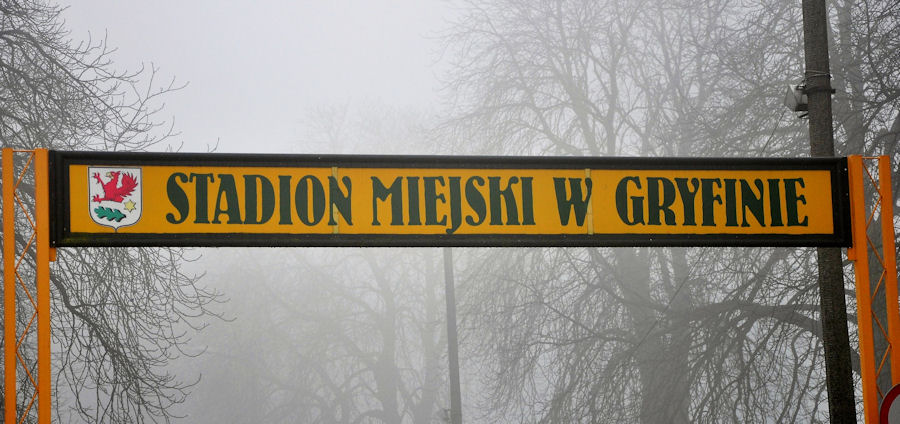 STADION MIEJSKI W GRYFINIE